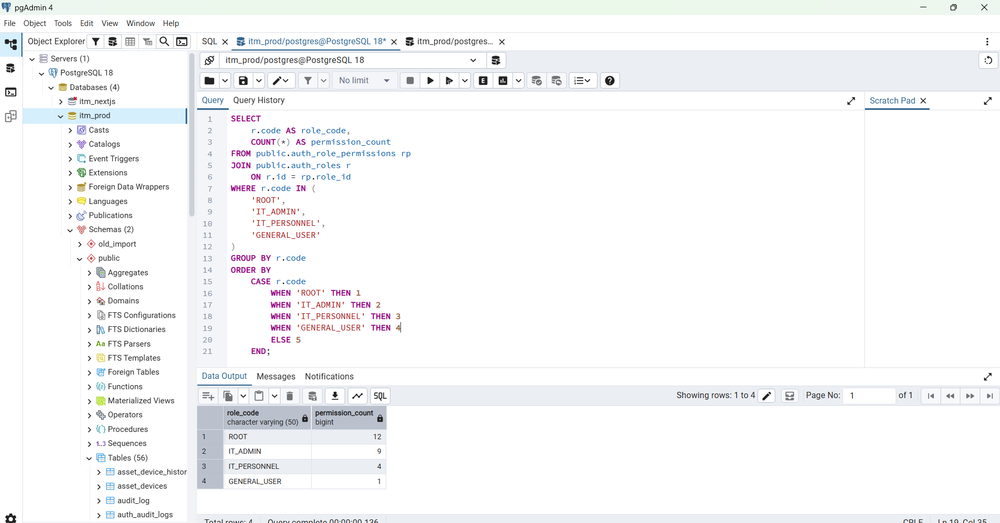 pgAdmin 4
File Object Tools Edit View Window Help
Object Explorer
SQL
itm_prod/postgres@PostgreSQL 18*
itm_prod/postgres...
Servers (1)
PostgreSQL 18
Databases (4)
itm_nextjs
itm_prod
Casts
Catalogs
Event Triggers
Extensions
Foreign Data Wrappers
Languages
Publications
Schemas (2)
old_import
public
Aggregates
Collations
Domains
FTS Configurations
FTS Dictionaries
Aa FTS Parsers
FTS Templates
Foreign Tables
Functions
Materialized Views
Operators
Procedures
1..3 Sequences
Tables (56)
asset_device_histor
asset_devices
audit_log
auth_audit_logs
itm_prod/postgres@PostgreSQL 18
No limit
E
Query Query History
Scratch Pad
1 SELECT
2 r.code AS role_code,
3 COUNT(*) AS permission_count
4 FROM public.auth_role_permissions rp
5 JOIN public.auth_roles r
6 ON r.id = rp.role_id
7 WHERE r.code IN (
8 'ROOT',
9 'IT_ADMIN',
10 'IT_PERSONNEL',
11 'GENERAL_USER'
12 )
13 GROUP BY r.code
14 ORDER BY
15 CASE r.code
16 WHEN 'ROOT' THEN 1
17 WHEN 'IT_ADMIN' THEN 2
18 WHEN 'IT_PERSONNEL' THEN 3
19 WHEN 'GENERAL_USER' THEN 4
20 ELSE 5
21 END;
Data Output Messages Notifications
SQL
Showing rows: 1 to 4
Page No: 1 of 1
role_code permission_count
character varying (50) bigint
1 ROOT 12
2 IT_ADMIN 9
3 IT_PERSONNEL 4
4 GENERAL_USER 1
Total rows: 4 Query complete 00:00:00.136 CRLF Ln 19, Col 35